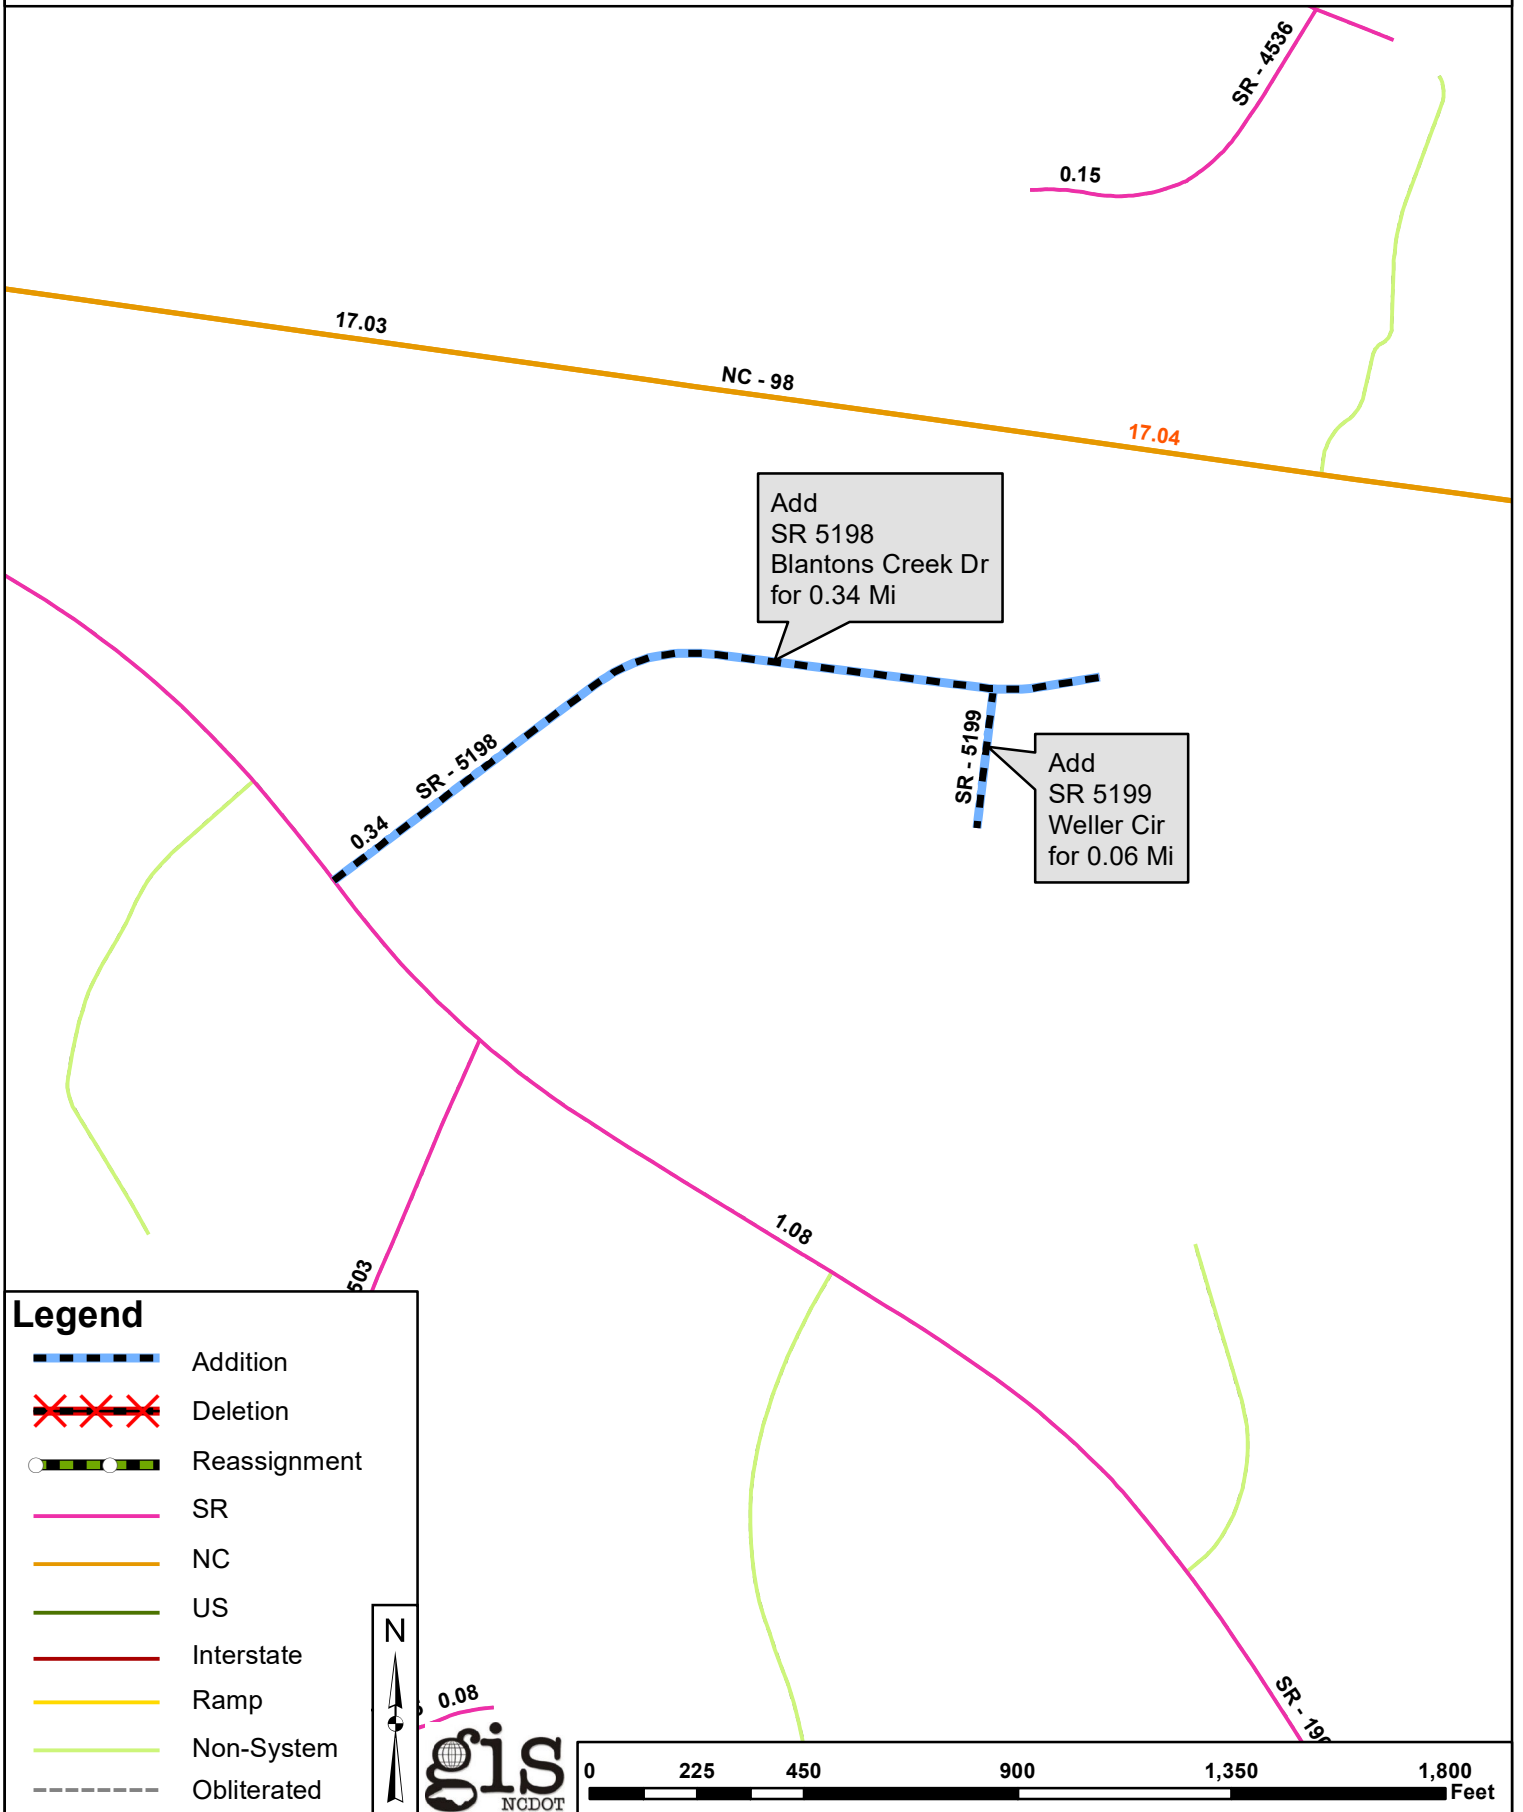 SR - 4536
0.15
17.03
NC - 98
17.04
Add
SR 5198
Blantons Creek Dr
for 0.34 Mi
SR - 5198
0.34
SR - 5199
Add
SR 5199
Weller Cir
for 0.06 Mi
1.08
503
Legend
Addition
Deletion
Reassignment
SR
NC
US
Interstate
Ramp
Non-System
Obliterated
N
0.08
SR - 19
gis
NCDOT
0 225 450 900 1,350 1,800
Feet